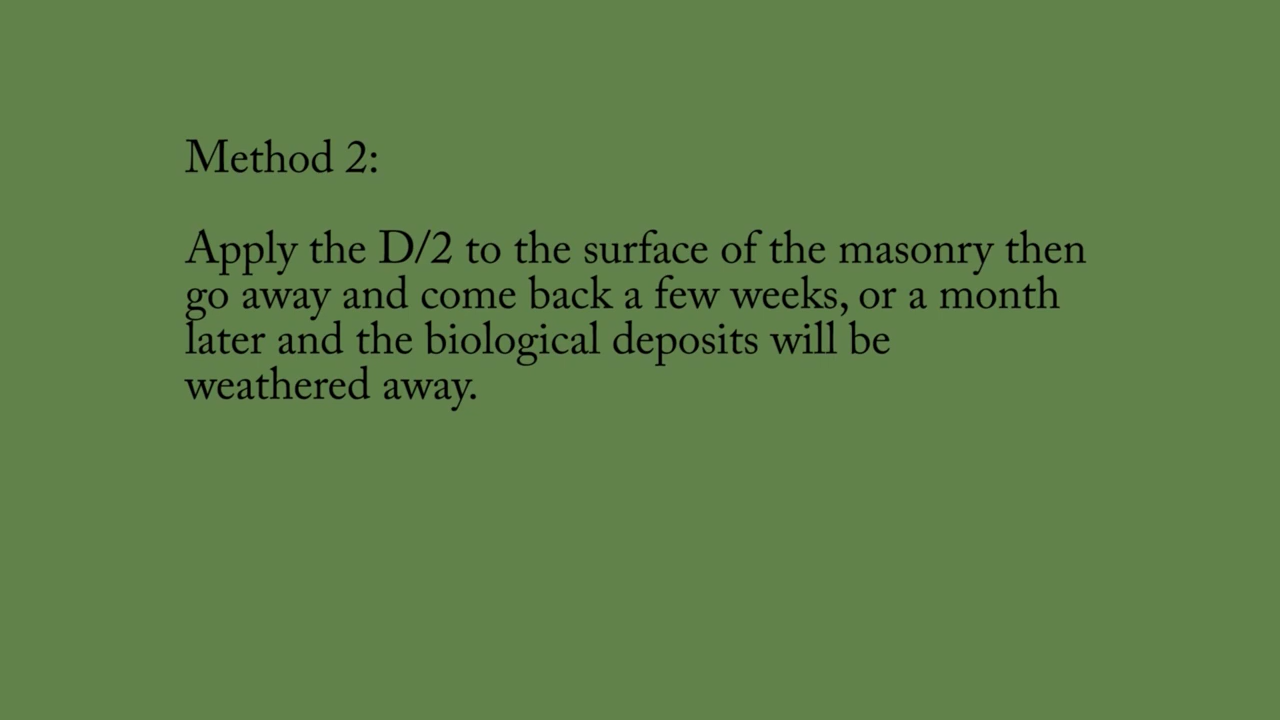 Method 2:
Apply the D/2 to the surface of the masonry then
go away and come back a few weeks, or a month
later and the biological deposits will be
weathered away.